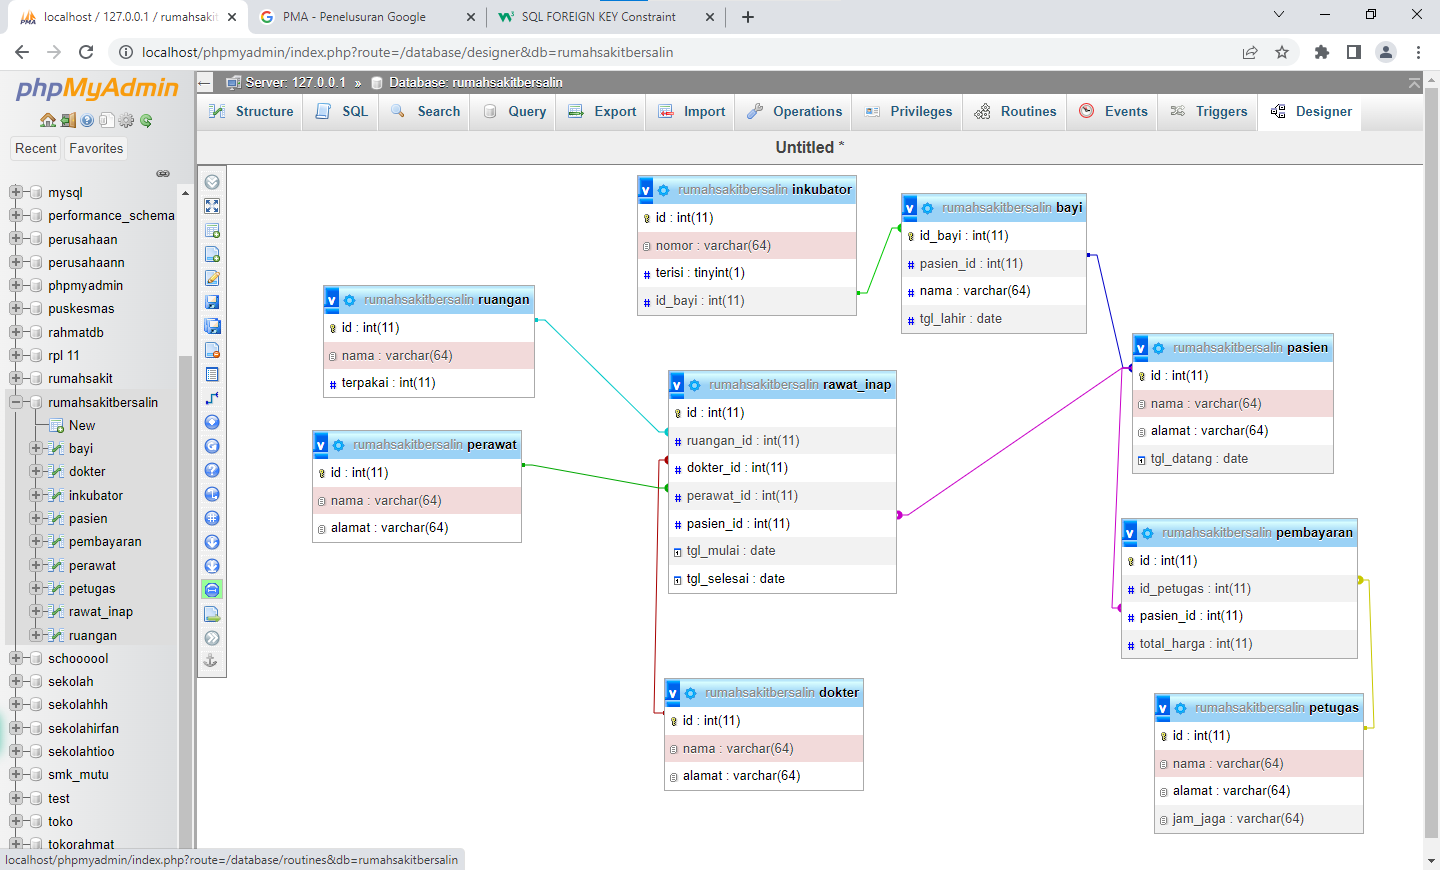 localhost / 127.0.0.1 / rumahsakit
PMA - Penelusuran Google
SQL FOREIGN KEY Constraint
localhost/phpmyadmin/index.php?route=/database/designer&db=rumahsakitbersalin
phpMyAdmin
Recent
Favorites
mysql
performance_schema
perusahaan
perusahaann
phpmyadmin
puskesmas
rahmatdb
rpl 11
rumahsakit
rumahsakitbersalin
New
bayi
dokter
inkubator
pasien
pembayaran
perawat
petugas
rawat_inap
ruangan
schoooool
sekolah
sekolahhh
sekolahirfan
sekolahtioo
smk_mutu
test
toko
tokorahmat
localhost/phpmyadmin/index.php?route=/database/routines&db=rumahsakitbersalin
Server: 127.0.0.1 » Database: rumahsakitbersalin
Structure
SQL
Search
Query
Export
Import
Operations
Privileges
Routines
Events
Triggers
Designer
Untitled *
v rumahsakitbersalin inkubator
id : int(11)
nomor : varchar(64)
# terisi : tinyint(1)
# id_bayi : int(11)
v rumahsakitbersalin bayi
id_bayi : int(11)
# pasien_id : int(11)
# nama : varchar(64)
# tgl_lahir : date
v rumahsakitbersalin ruangan
id : int(11)
nama : varchar(64)
# terpakai : int(11)
v rumahsakitbersalin pasien
id : int(11)
nama : varchar(64)
alamat : varchar(64)
tgl_datang : date
v rumahsakitbersalin rawat_inap
id : int(11)
# ruangan_id : int(11)
# dokter_id : int(11)
# perawat_id : int(11)
# pasien_id : int(11)
tgl_mulai : date
tgl_selesai : date
v rumahsakitbersalin perawat
id : int(11)
nama : varchar(64)
alamat : varchar(64)
v rumahsakitbersalin pembayaran
id : int(11)
# id_petugas : int(11)
# pasien_id : int(11)
# total_harga : int(11)
v rumahsakitbersalin dokter
id : int(11)
nama : varchar(64)
alamat : varchar(64)
v rumahsakitbersalin petugas
id : int(11)
nama : varchar(64)
alamat : varchar(64)
jam_jaga : varchar(64)